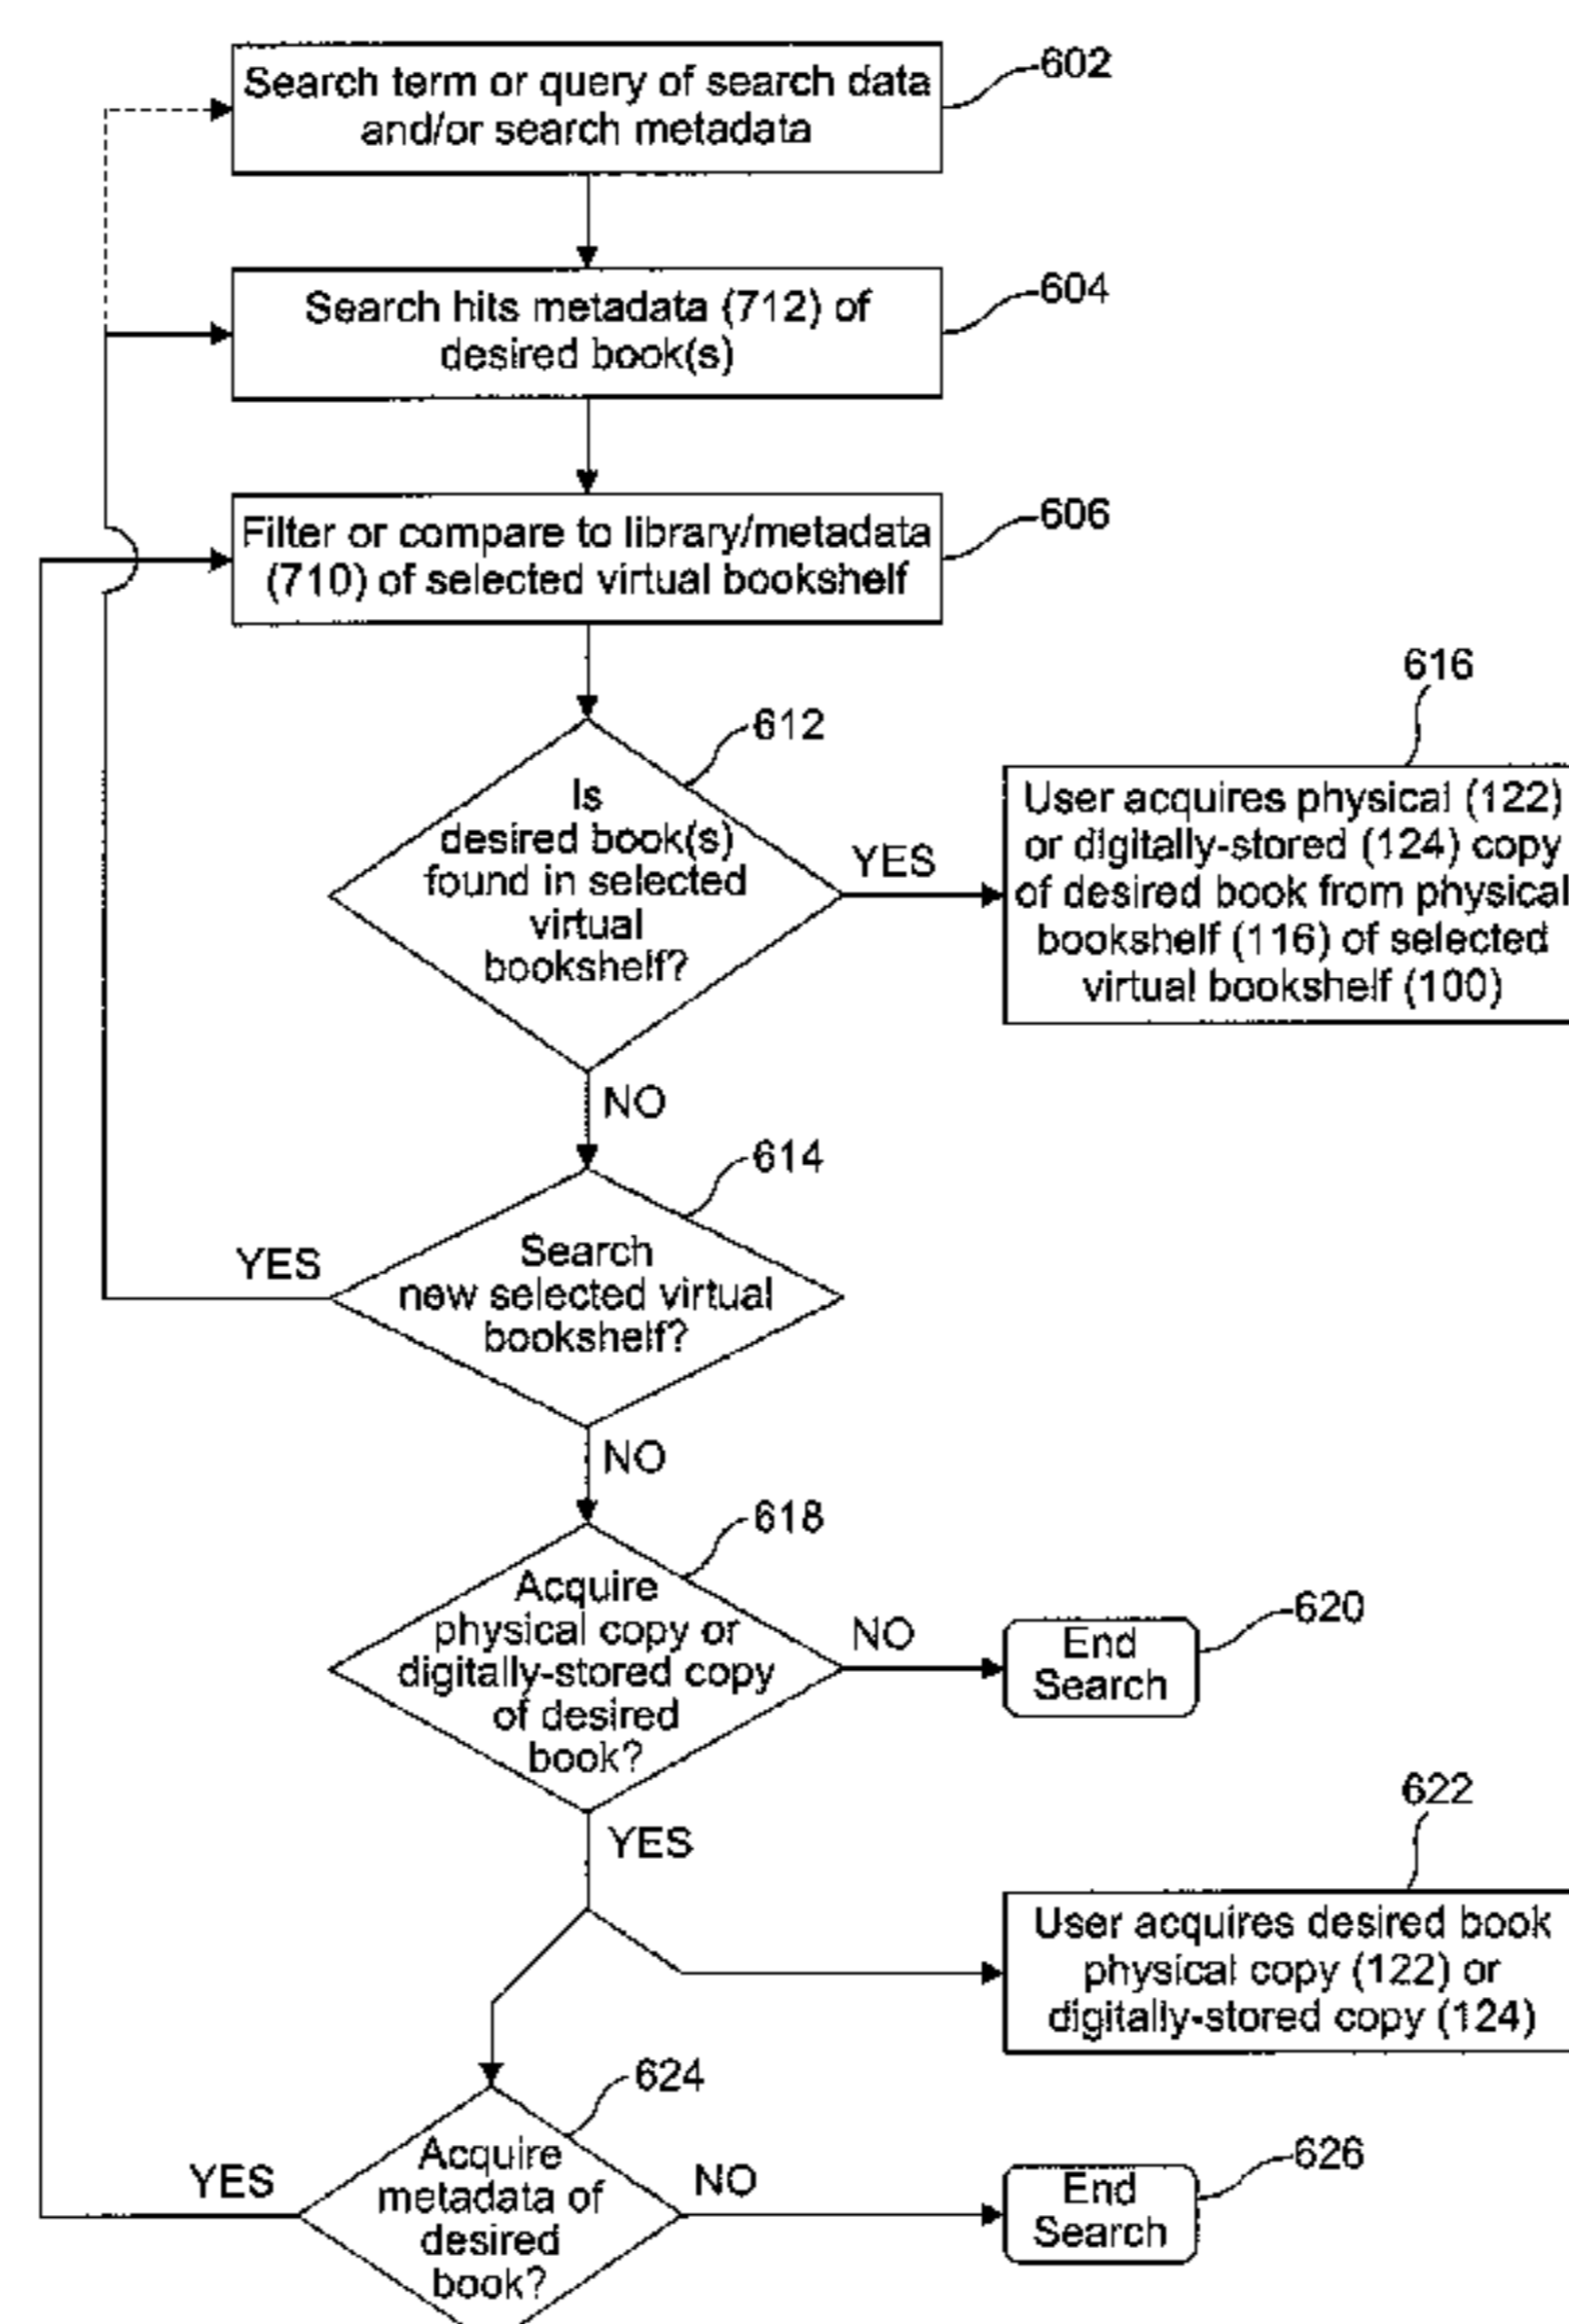 602
Search term or query of search data
and/or search metadata
604
Search hits metadata (712) of
desired book(s)
606
Filter or compare to library/metadata
(710) of selected virtual bookshelf
612
Is
desired book(s)
found in selected
virtual
bookshelf?
YES
616
User acquires physical (122)
or digitally-stored (124) copy
of desired book from physical
bookshelf (116) of selected
virtual bookshelf (100)
NO
614
Search
new selected virtual
bookshelf?
YES
NO
618
Acquire
physical copy or
digitally-stored copy
of desired
book?
NO
620
End
Search
YES
622
User acquires desired book
physical copy (122) or
digitally-stored copy (124)
624
Acquire
metadata of
desired
book?
YES
NO
626
End
Search